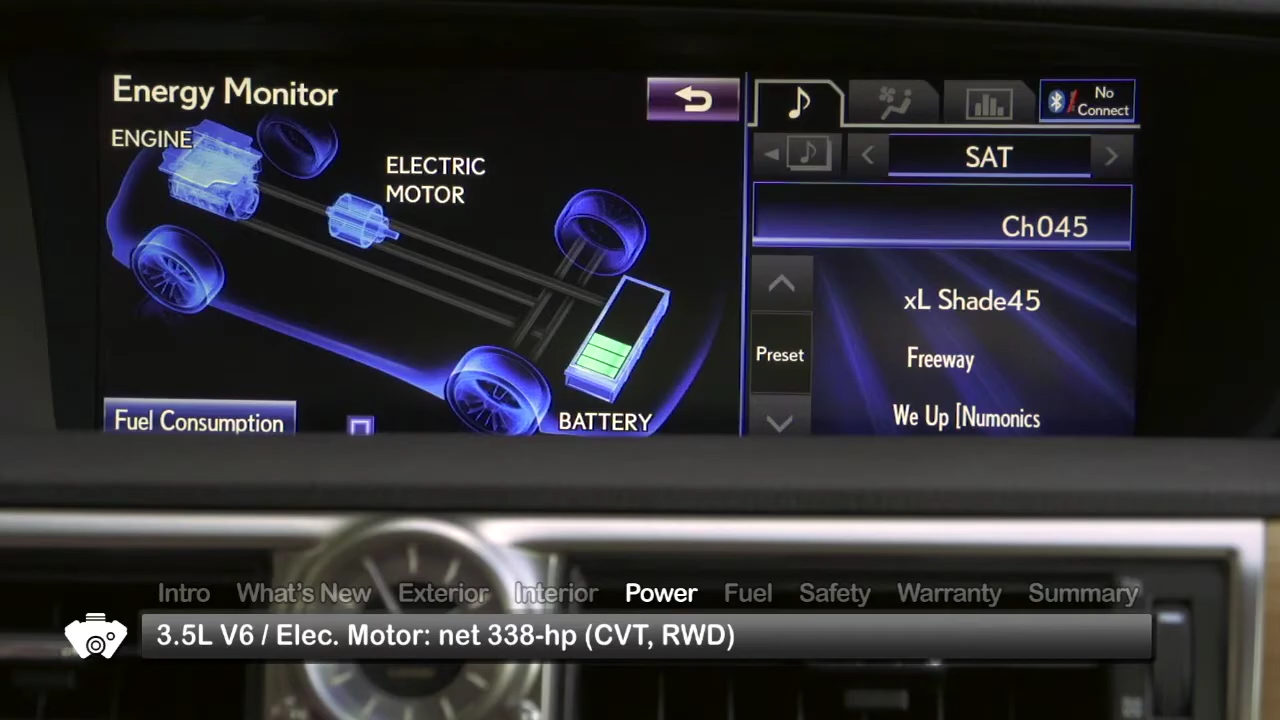 Energy Monitor
ENGINE
ELECTRIC
MOTOR
BATTERY
Fuel Consumption
No
Connect
SAT
Ch045
xL Shade45
Preset
Freeway
We Up [Numonics
Intro What's New Exterior Interior Power Fuel Safety Warranty Summary
3.5L V6 / Elec. Motor: net 338-hp (CVT, RWD)